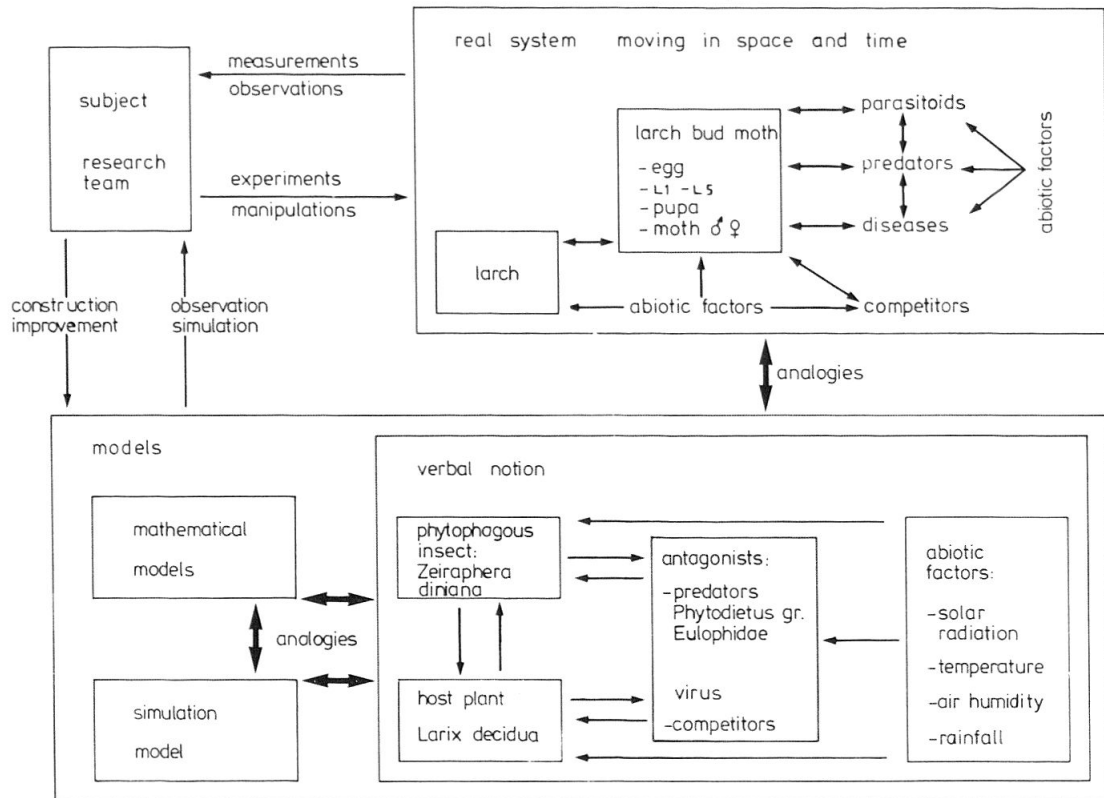 real system moving in space and time
measurements
observations
subject
research
team
experiments
manipulations
larch bud moth
- egg
- L1 - L5
- pupa
- moth ♂ ♀
parasitoids
predators
diseases
abiotic factors
larch
abiotic factors
competitors
construction
improvement
observation
simulation
analogies
models
mathematical
models
analogies
simulation
model
verbal notion
phytophagous
insect:
Zeiraphera
diniana
host plant
Larix decidua
antagonists:
-predators
Phytodietus gr.
Eulophidae
virus
-competitors
abiotic
factors:
-solar
radiation
-temperature
-air humidity
-rainfall